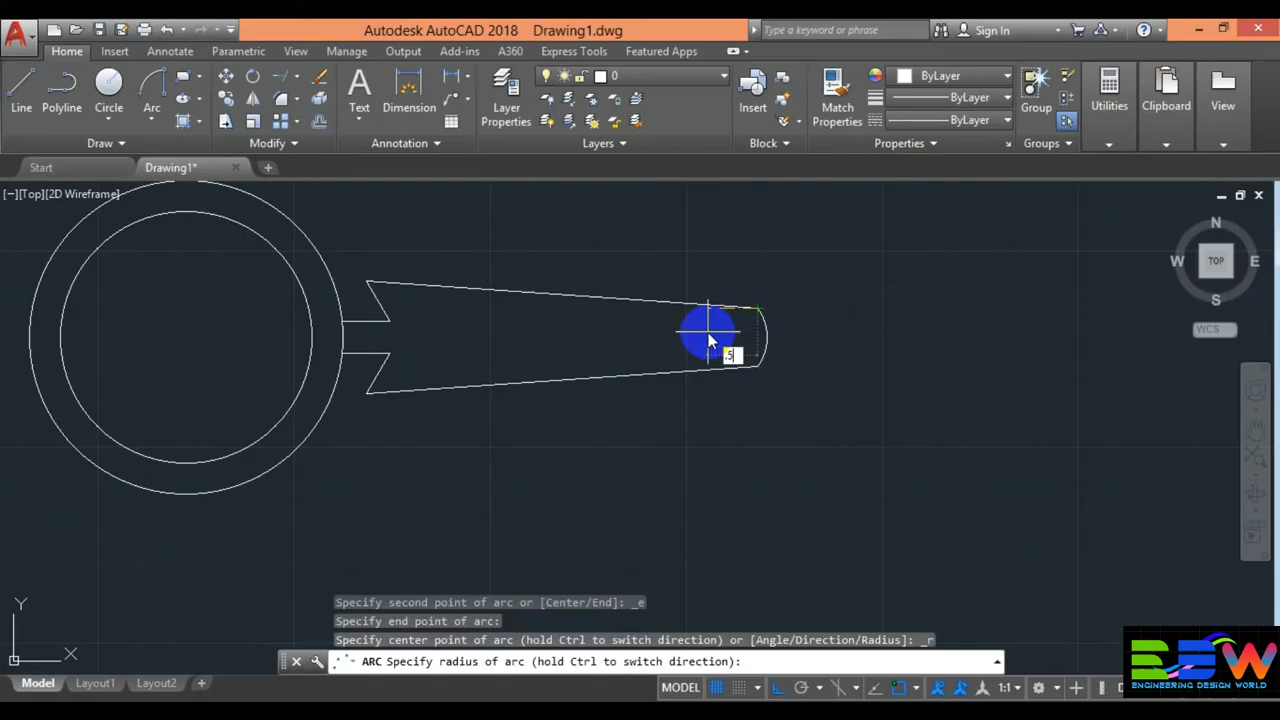 Autodesk AutoCAD 2018 Drawing1.dwg
Type a keyword or phrase
Sign In
Home Insert Annotate Parametric View Manage Output Add-ins A360 Express Tools Featured Apps
Line Polyline Circle Arc
Text Dimension
Layer Properties
0
Insert
Match Properties
ByLayer
ByLayer
ByLayer
Group
Utilities
Clipboard
View
Draw Modify Annotation Layers Block Properties Groups
Start Drawing1*
[−][Top][2D Wireframe]
N
W TOP E
S
WCS
.5
Specify second point of arc or [Center/End]: _e
Specify end point of arc:
Specify center point of arc (hold Ctrl to switch direction) or [Angle/Direction/Radius]: _r
ARC Specify radius of arc (hold Ctrl to switch direction):
Y
X
Model Layout1 Layout2
MODEL
1:1
EDW
ENGINEERING DESIGN WORLD